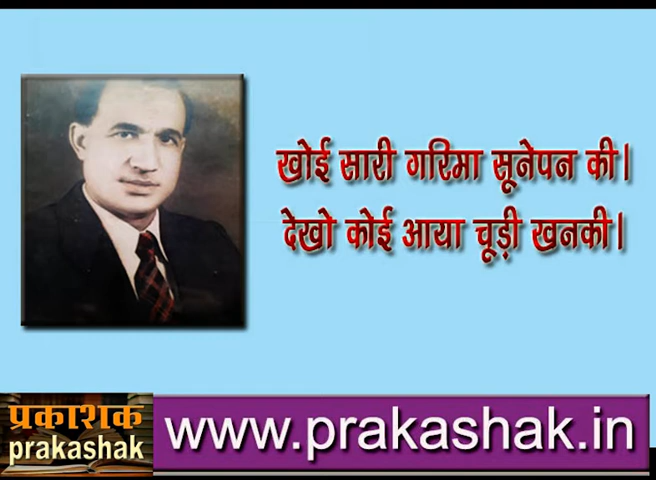 खोई सारी गरिमा सूनेपन की।
देखो कोई आया चूड़ी खनकी।
प्रकाशक
prakashak
www.prakashak.in